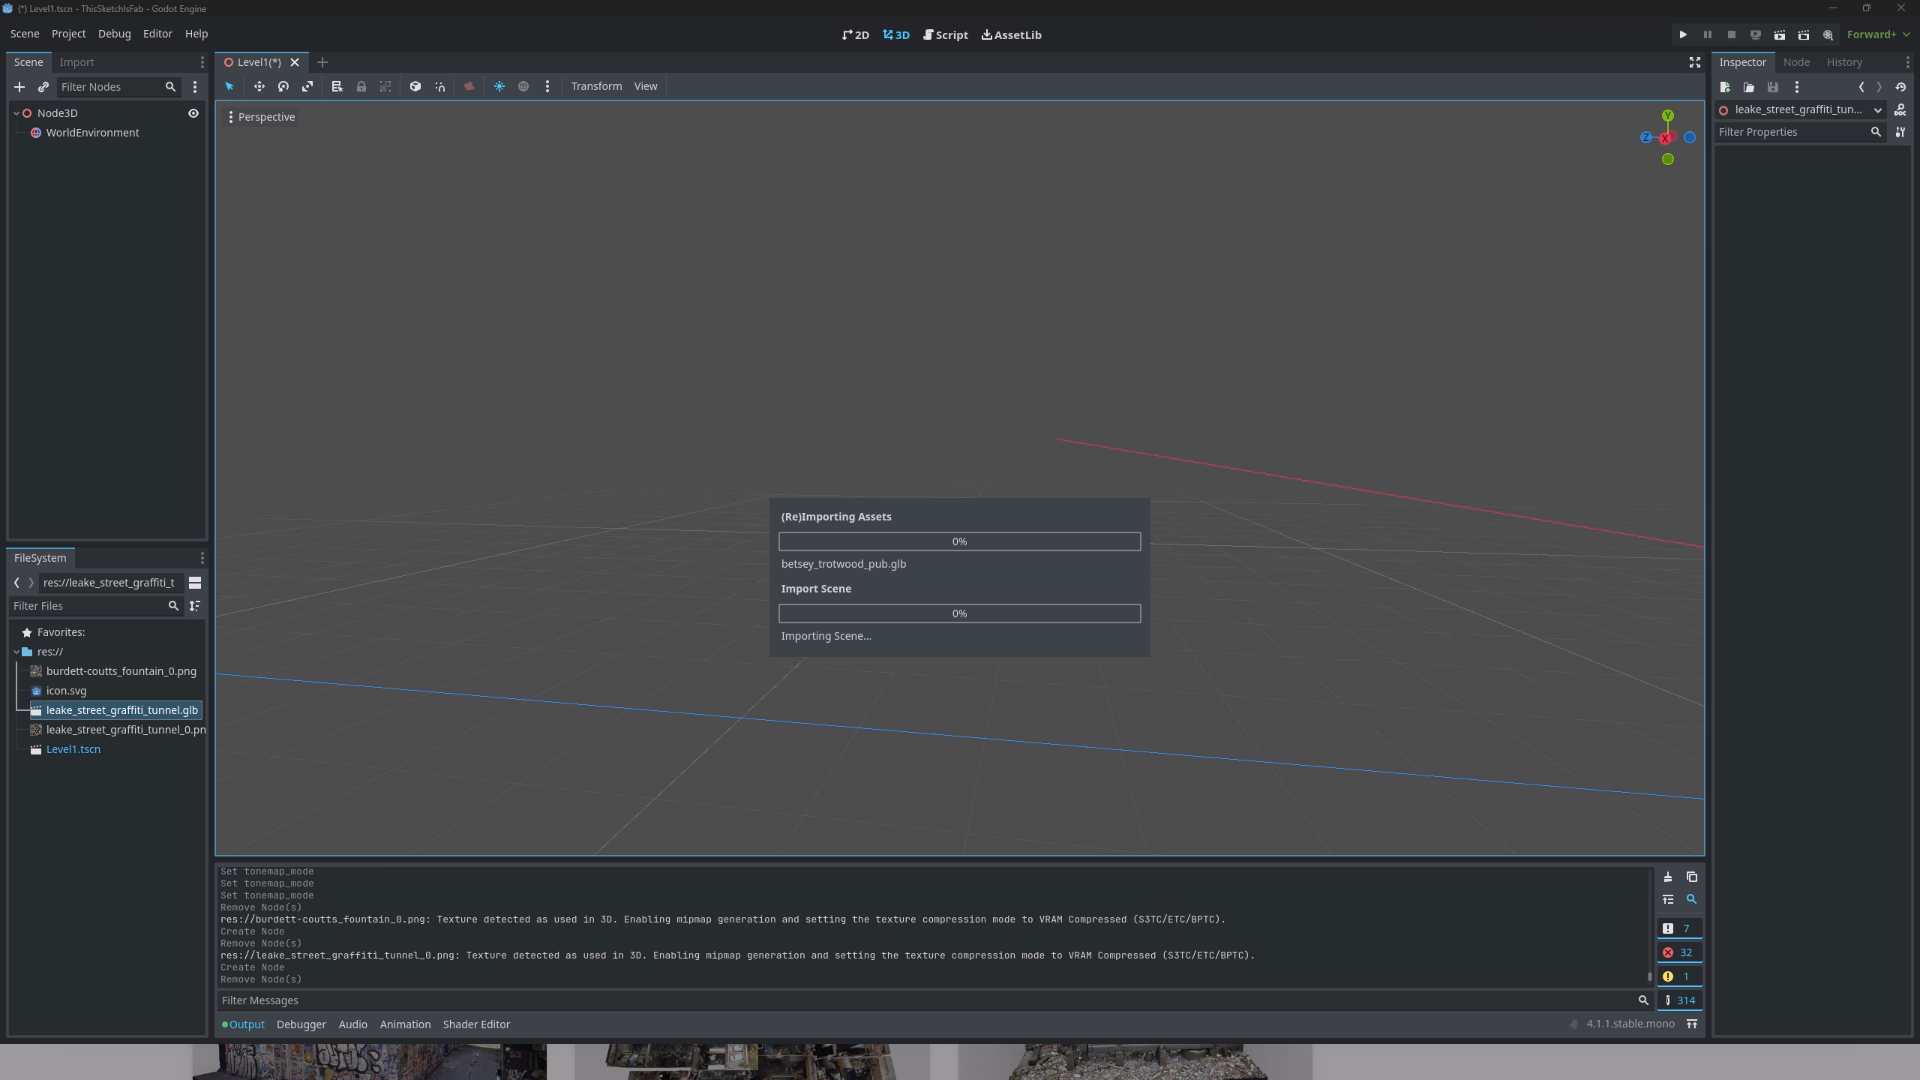 (*) Level1.tscn - ThisSketchIsFab - Godot Engine
Scene Project Debug Editor Help
2D 3D Script AssetLib
Forward+
Scene Import
Level1(*)
Inspector Node History
Filter Nodes
Transform View
Node3D
WorldEnvironment
Perspective
Y
Z
X
leake_street_graffiti_tun...
Filter Properties
(Re)Importing Assets
0%
betsey_trotwood_pub.glb
Import Scene
0%
Importing Scene...
FileSystem
res://leake_street_graffiti_t
Filter Files
Favorites:
res://
burdett-coutts_fountain_0.png
icon.svg
leake_street_graffiti_tunnel.glb
leake_street_graffiti_tunnel_0.pn
Level1.tscn
Set tonemap_mode
Set tonemap_mode
Set tonemap_mode
Remove Node(s)
res://burdett-coutts_fountain_0.png: Texture detected as used in 3D. Enabling mipmap generation and setting the texture compression mode to VRAM Compressed (S3TC/ETC/BPTC).
Create Node
Remove Node(s)
res://leake_street_graffiti_tunnel_0.png: Texture detected as used in 3D. Enabling mipmap generation and setting the texture compression mode to VRAM Compressed (S3TC/ETC/BPTC).
Create Node
Remove Node(s)
7
32
1
314
Filter Messages
Output Debugger Audio Animation Shader Editor
4.1.1.stable.mono